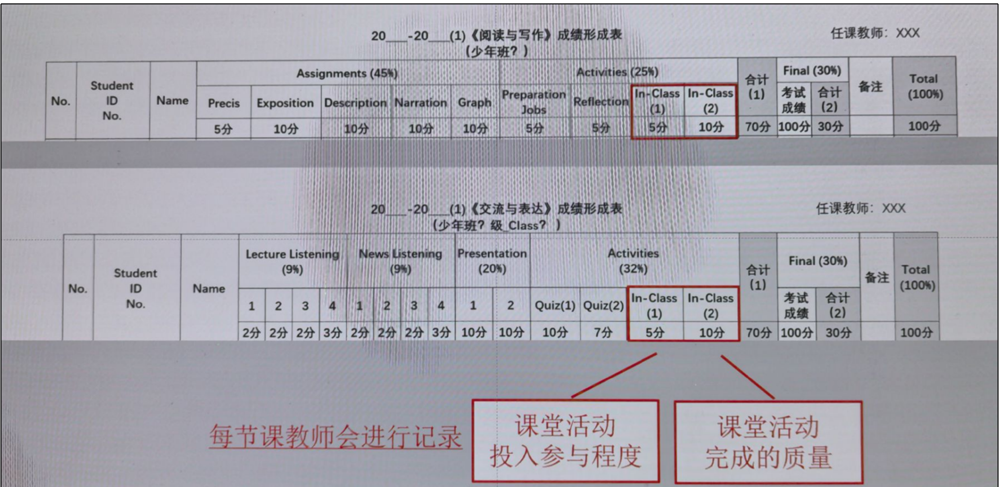 20___-20___(1)《阅读与写作》成绩形成表
任课教师：XXX
(少年班？)
No.
Student
ID
No.
Name
Assignments (45%)
Activities (25%)
合计
(1)
Final (30%)
备注
Total
(100%)
Precis
Exposition
Description
Narration
Graph
Preparation
Jobs
Reflection
In-Class
(1)
In-Class
(2)
考试
成绩
合计
(2)
5分 10分 10分 10分 10分 5分 5分 5分 10分 70分 100分 30分 100分
20___-20___(1)《交流与表达》成绩形成表
任课教师：XXX
(少年班？级_Class？ )
No.
Student
ID
No.
Name
Lecture Listening
(9%)
News Listening
(9%)
Presentation
(20%)
Activities
(32%)
合计
(1)
Final (30%)
备注
Total
(100%)
1 2 3 4 1 2 3 4 1 2 Quiz(1) Quiz(2)
In-Class
(1)
In-Class
(2)
考试
成绩
合计
(2)
2分 2分 2分 3分 2分 2分 2分 3分 10分 10分 10分 7分 5分 10分 70分 100分 30分 100分
每节课教师会进行记录
课堂活动
投入参与程度
课堂活动
完成的质量